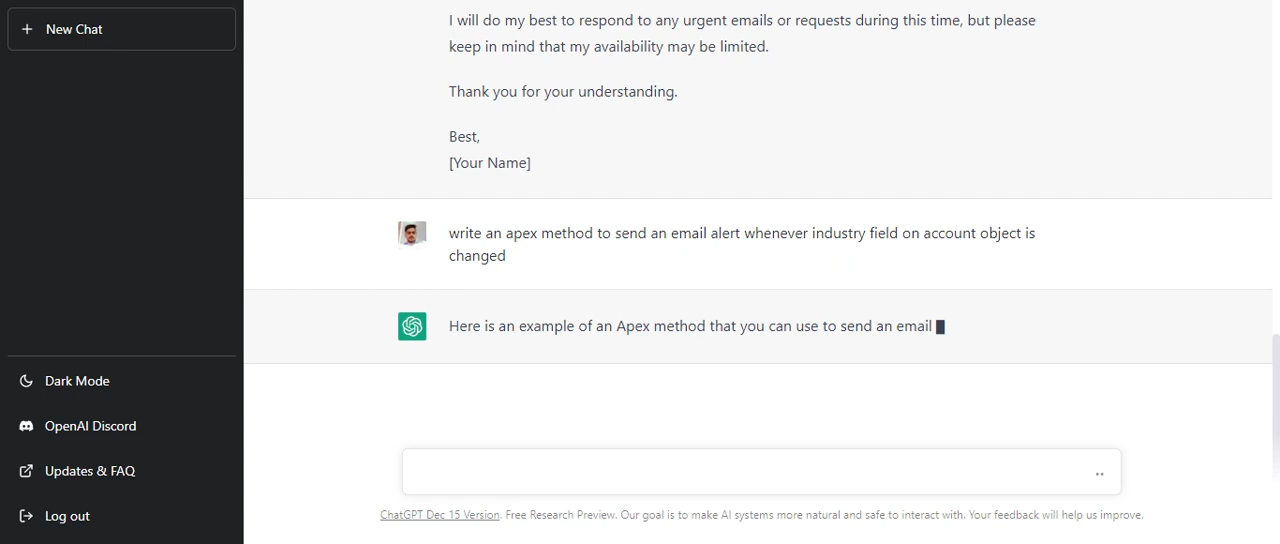 New Chat
I will do my best to respond to any urgent emails or requests during this time, but please
keep in mind that my availability may be limited.
Thank you for your understanding.
Best,
[Your Name]
write an apex method to send an email alert whenever industry field on account object is
changed
Here is an example of an Apex method that you can use to send an email
Dark Mode
OpenAI Discord
Updates & FAQ
Log out
ChatGPT Dec 15 Version. Free Research Preview. Our goal is to make AI systems more natural and safe to interact with. Your feedback will help us improve.